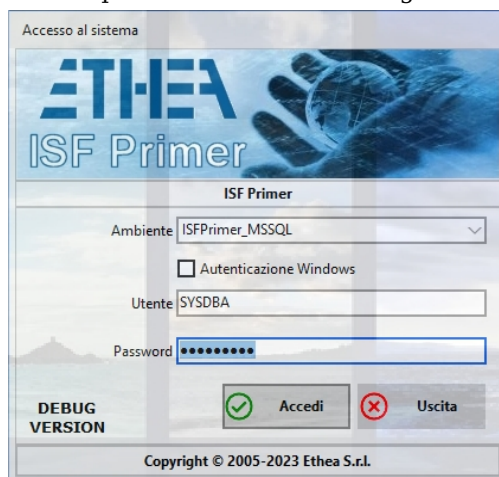 Accesso al sistema
ETHEA
ISF Primer
ISF Primer
Ambiente ISFPrimer_MSSQL
Autenticazione Windows
Utente SYSDBA
Password •••••••••
DEBUG VERSION
Accedi
Uscita
Copyright © 2005-2023 Ethea S.r.l.